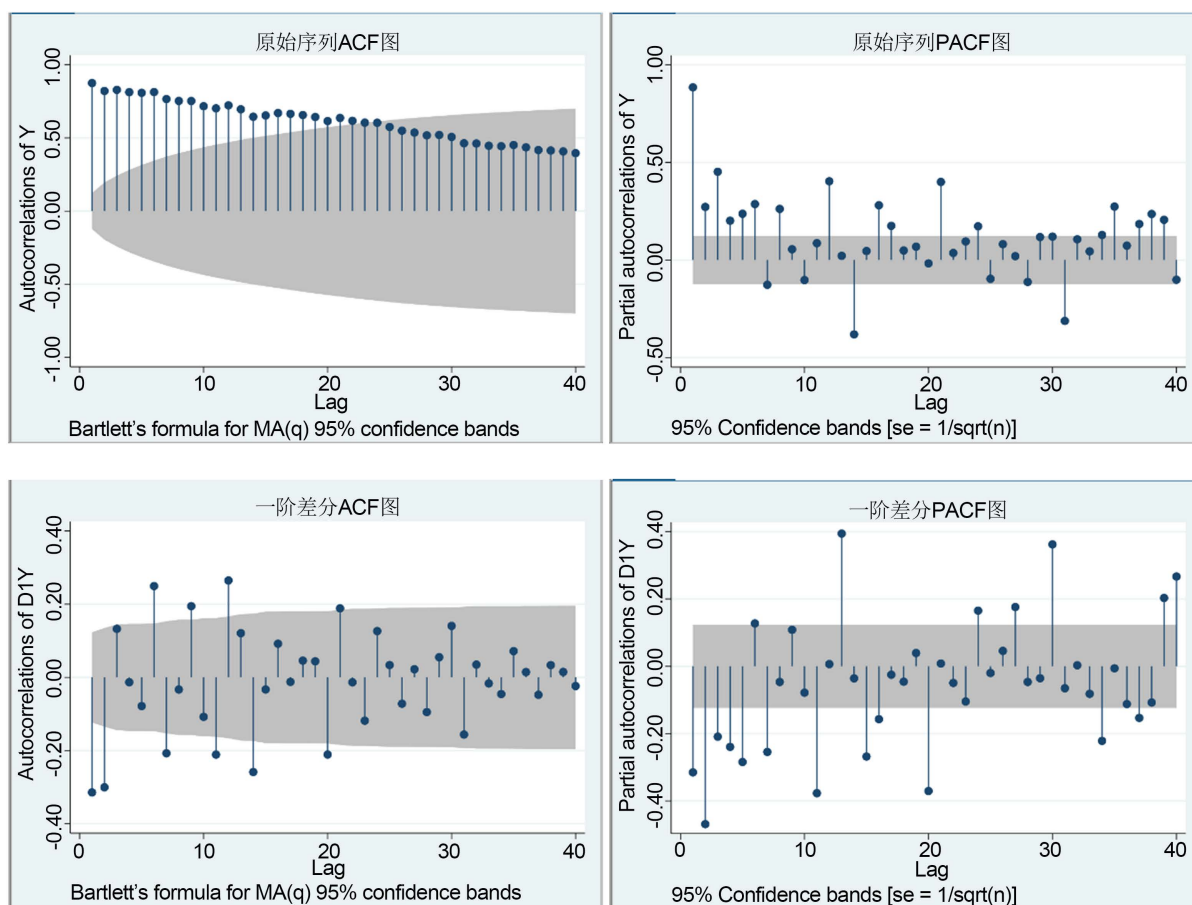 原始序列ACF图
Autocorrelations of Y
1.00
0.50
0.00
-0.50
-1.00
0 10 20 30 40
Lag
Bartlett's formula for MA(q) 95% confidence bands
原始序列PACF图
Partial autocorrelations of Y
1.00
0.50
0.00
-0.50
0 10 20 30 40
Lag
95% Confidence bands [se = 1/sqrt(n)]
一阶差分ACF图
Autocorrelations of D1Y
0.40
0.20
0.00
-0.20
-0.40
0 10 20 30 40
Lag
Bartlett's formula for MA(q) 95% confidence bands
一阶差分PACF图
Partial autocorrelations of D1Y
0.40
0.20
0.00
-0.20
-0.40
0 10 20 30 40
Lag
95% Confidence bands [se = 1/sqrt(n)]